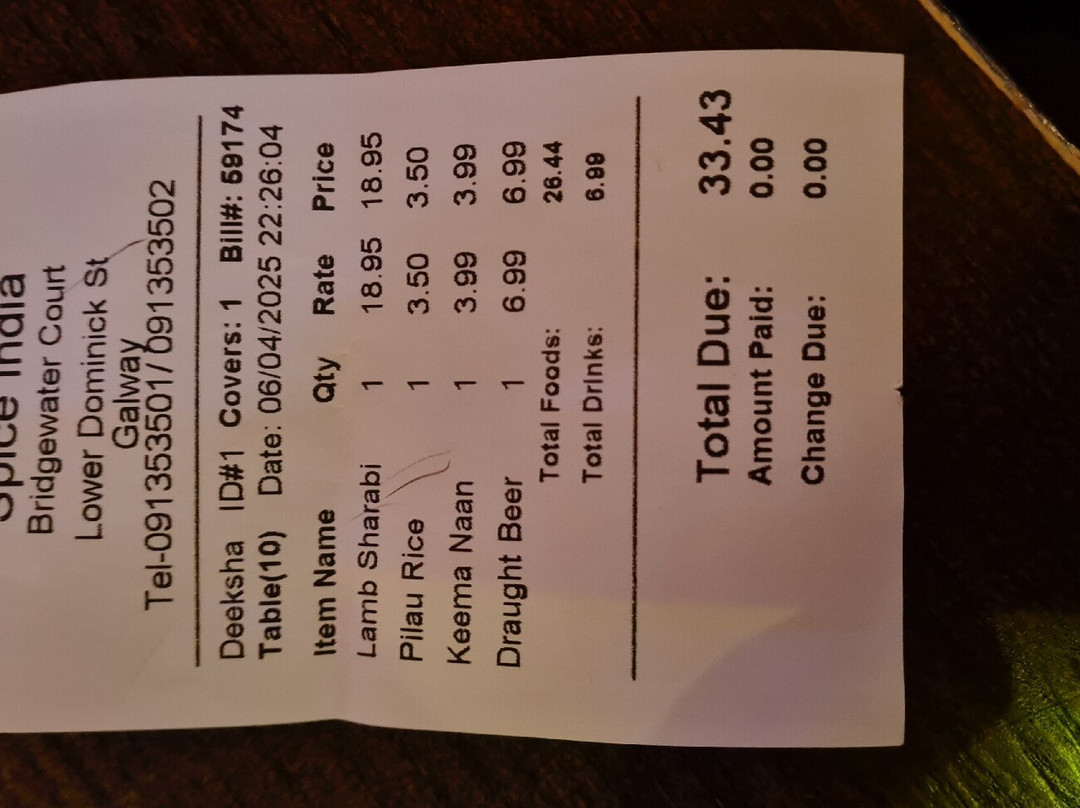 Spice India
Bridgewater Court
Lower Dominick St
Galway
Tel-091353501/ 091353502
Deeksha ID#1 Covers: 1 Bill#: 59174
Table(10) Date: 06/04/2025 22:26:04
Item Name Qty Rate Price
Lamb Sharabi 1 18.95 18.95
Pilau Rice 1 3.50 3.50
Keema Naan 1 3.99 3.99
Draught Beer 1 6.99 6.99
Total Foods: 26.44
Total Drinks: 6.99
Total Due: 33.43
Amount Paid: 0.00
Change Due: 0.00